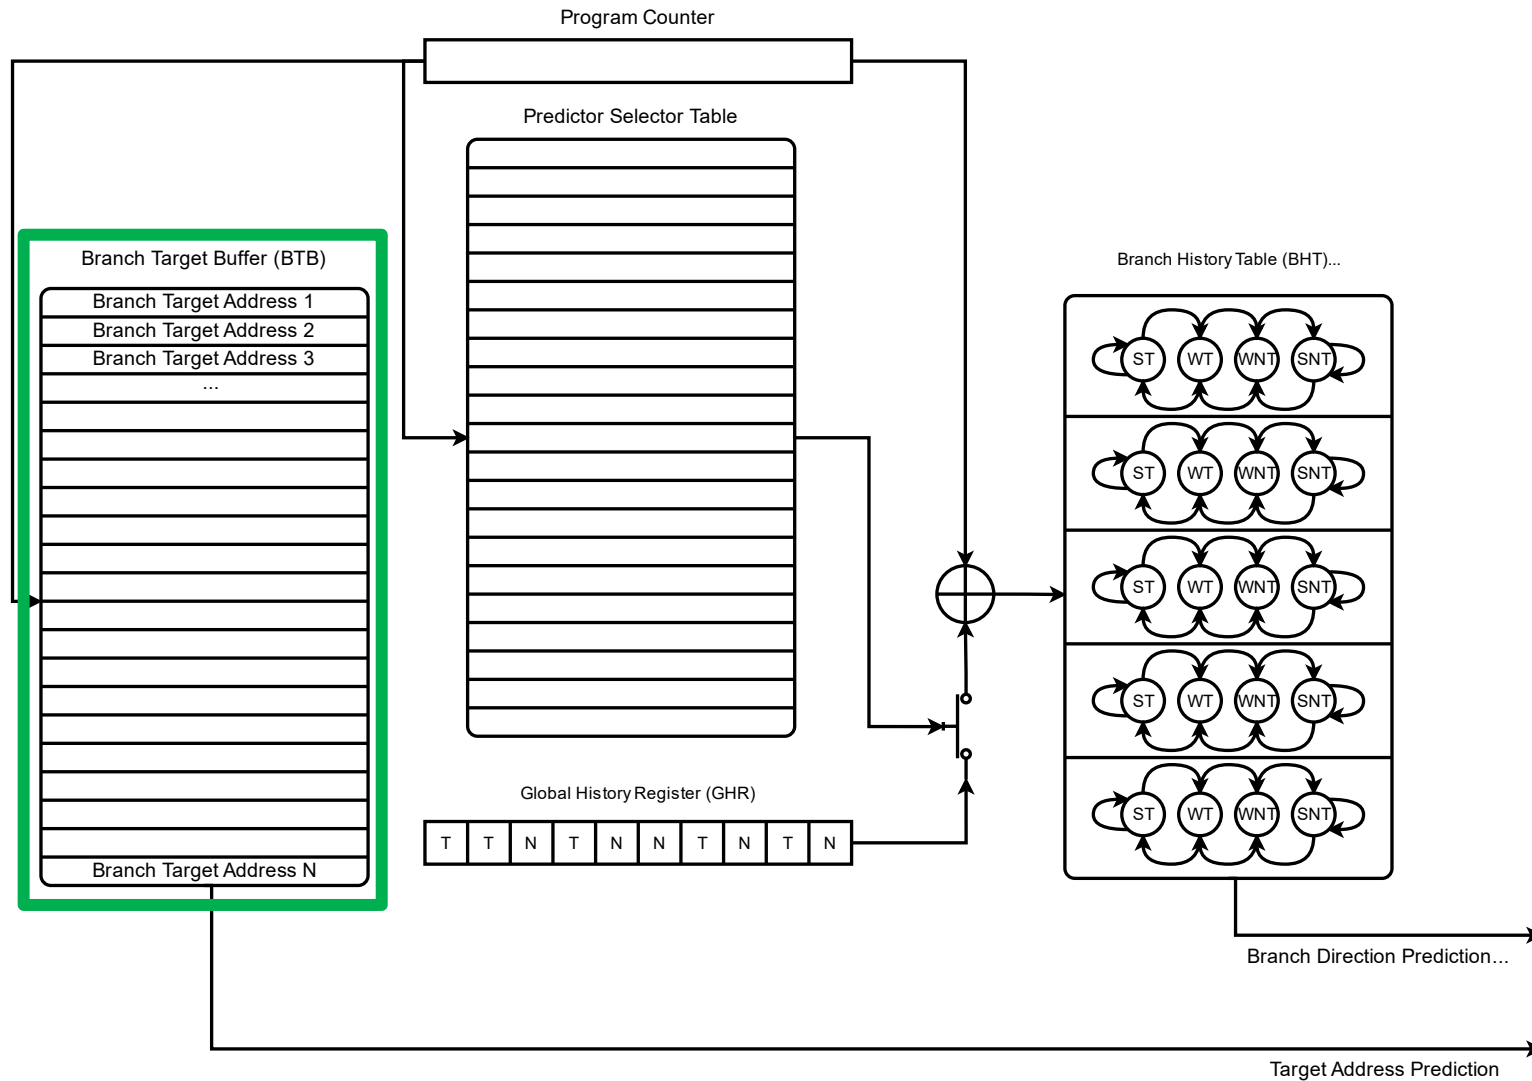 Program Counter
Predictor Selector Table
Branch Target Buffer (BTB)
Branch Target Address 1
Branch Target Address 2
Branch Target Address 3
...
Branch Target Address N
Global History Register (GHR)
T T N T N N T N T N
Branch History Table (BHT)...
ST WT WNT SNT
ST WT WNT SNT
ST WT WNT SNT
ST WT WNT SNT
ST WT WNT SNT
Branch Direction Prediction...
Target Address Prediction